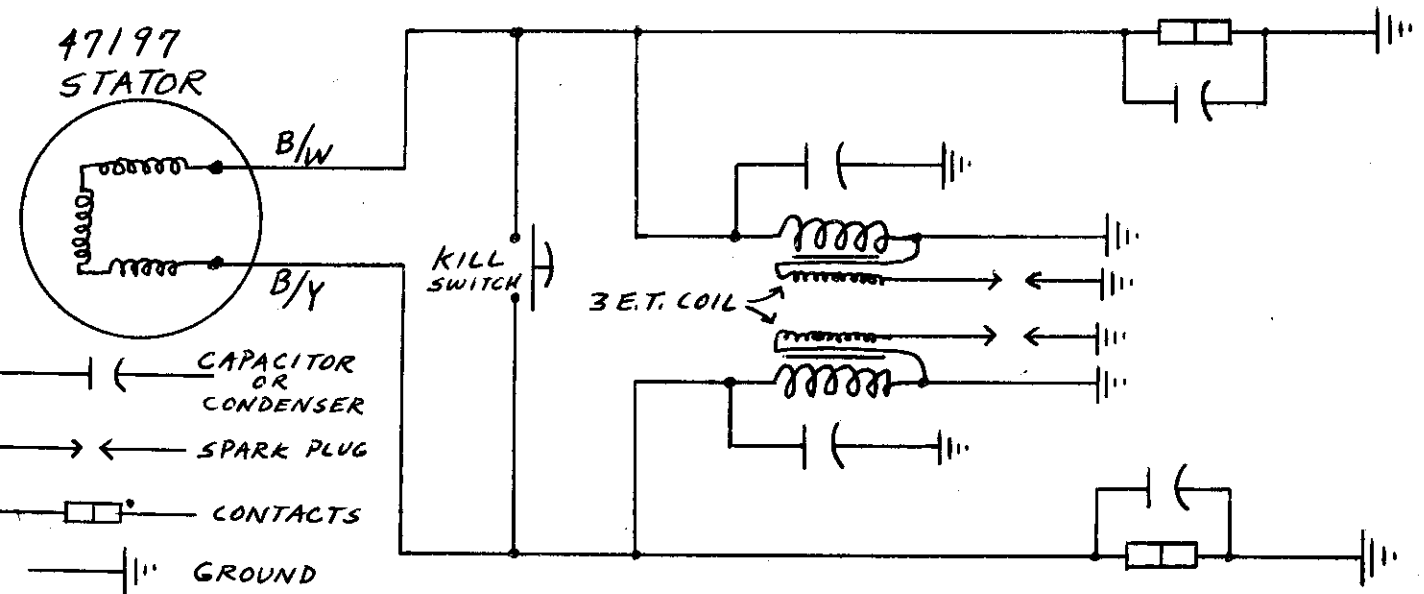 47197
STATOR
B/W
B/Y
KILL
SWITCH
3 E.T. COIL
CAPACITOR
OR
CONDENSER
SPARK PLUG
CONTACTS
GROUND